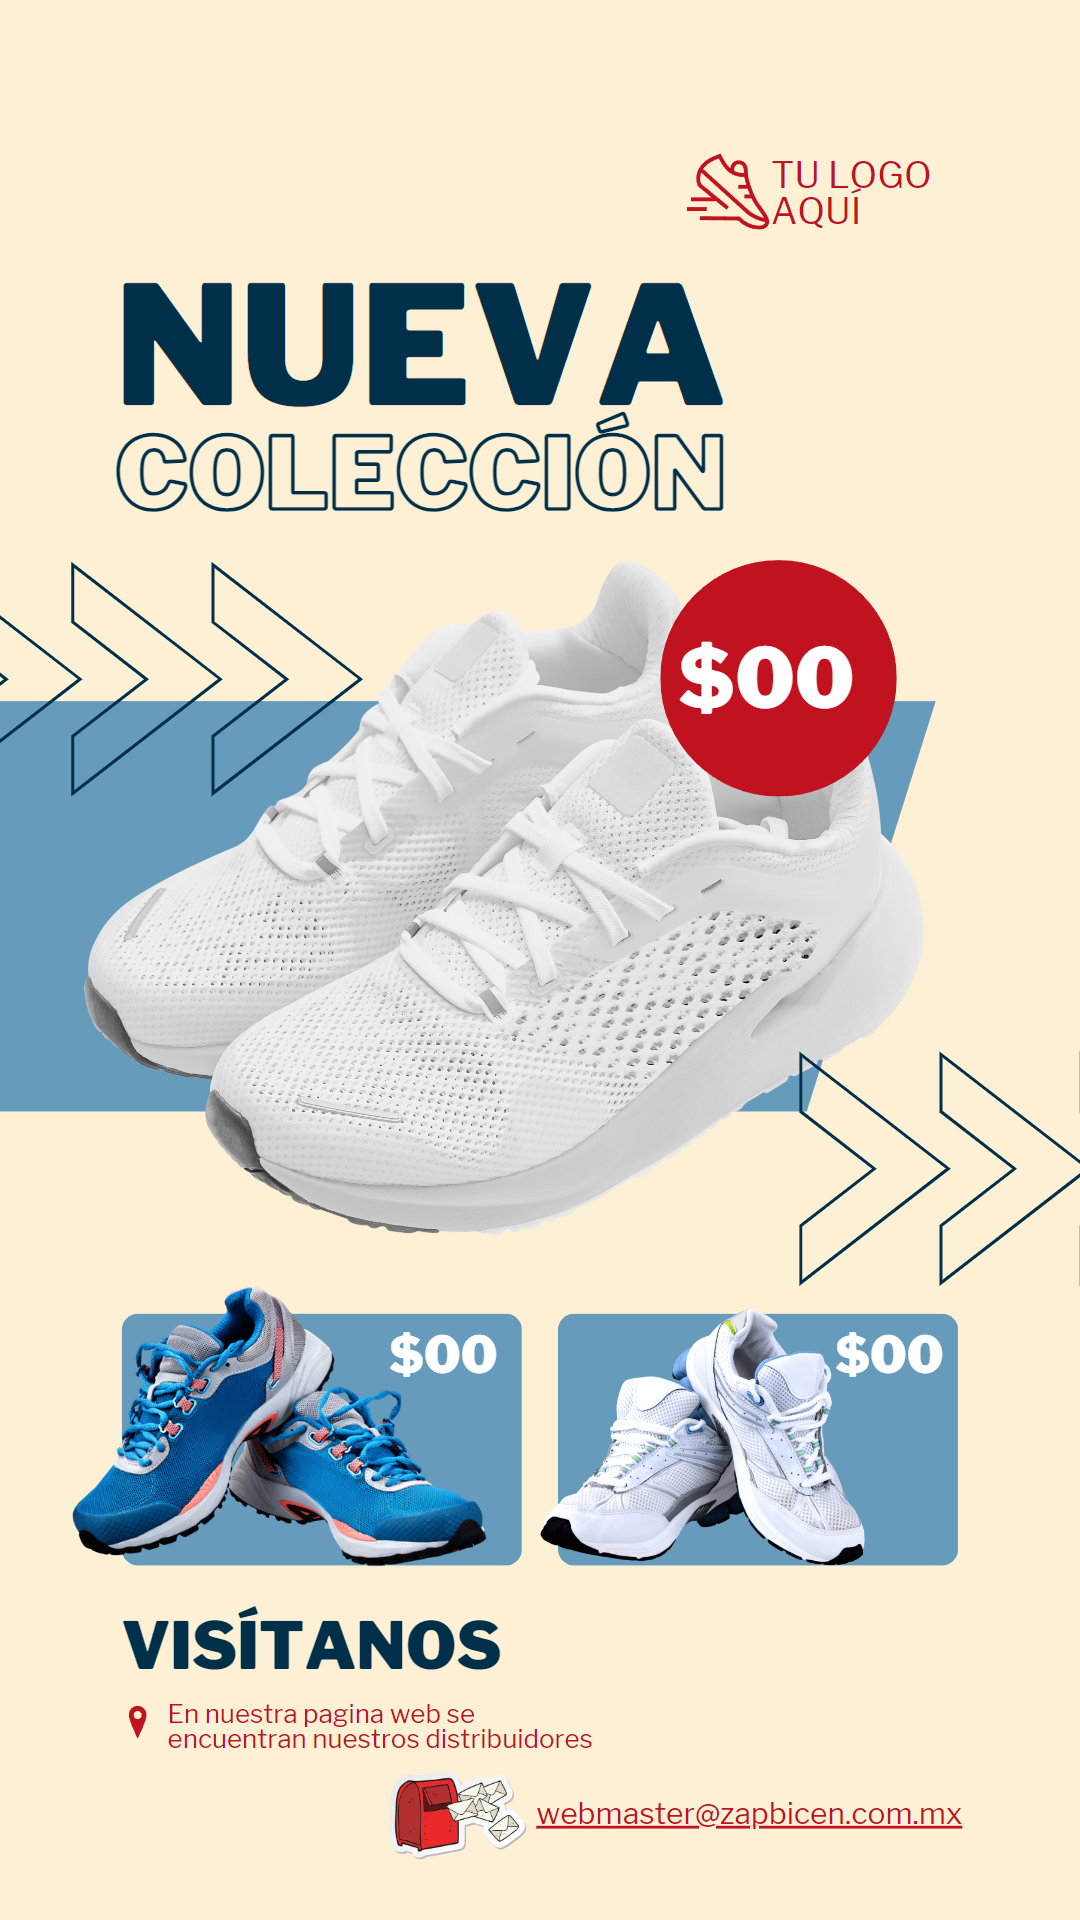 TU LOGO
AQUÍ
NUEVA
COLECCIÓN
$00
$00
$00
VISÍTANOS
En nuestra pagina web se
encuentran nuestros distribuidores
webmaster@zapbicen.com.mx